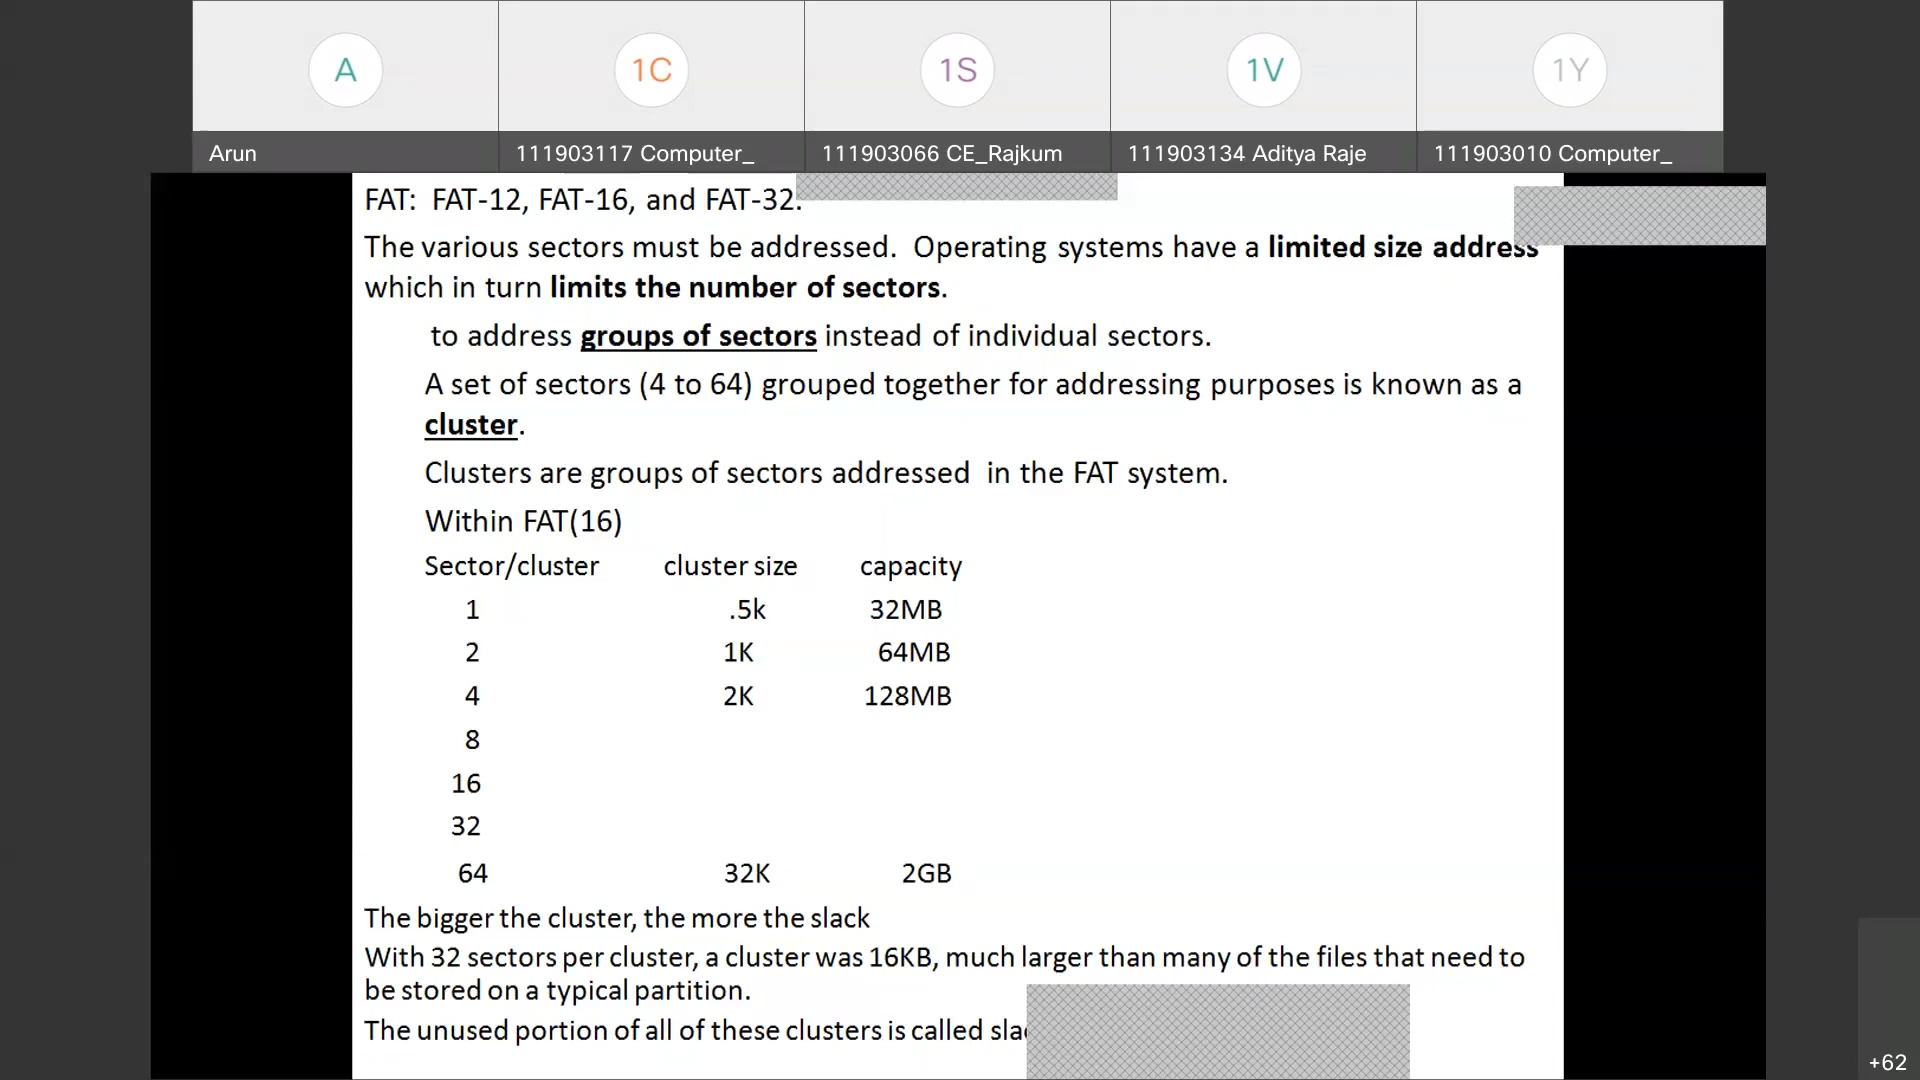 A 1C 1S 1V 1Y
Arun 111903117 Computer_ 111903066 CE_Rajkum 111903134 Aditya Raje 111903010 Computer_
FAT: FAT-12, FAT-16, and FAT-32.
The various sectors must be addressed. Operating systems have a limited size address
which in turn limits the number of sectors.
to address groups of sectors instead of individual sectors.
A set of sectors (4 to 64) grouped together for addressing purposes is known as a
cluster.
Clusters are groups of sectors addressed in the FAT system.
Within FAT(16)
Sector/cluster cluster size capacity
1 .5k 32MB
2 1K 64MB
4 2K 128MB
8
16
32
64 32K 2GB
The bigger the cluster, the more the slack
With 32 sectors per cluster, a cluster was 16KB, much larger than many of the files that need to
be stored on a typical partition.
The unused portion of all of these clusters is called
+62